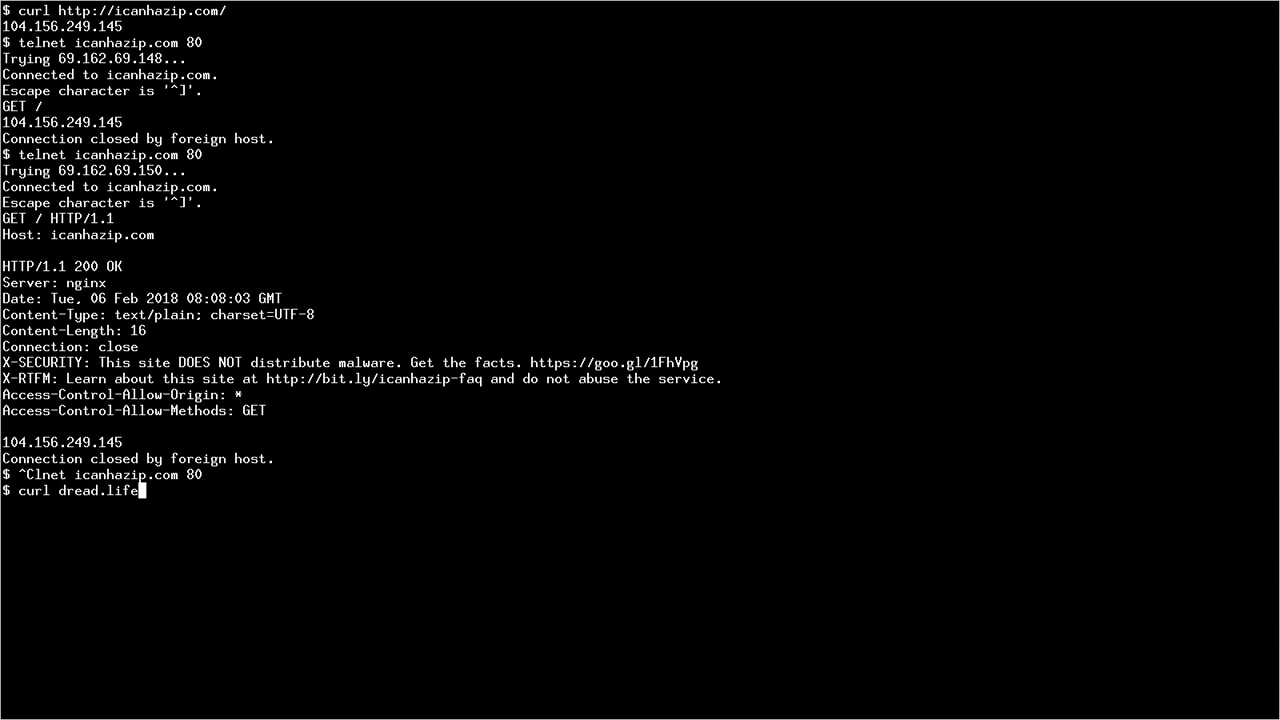 $ curl http://icanhazip.com/
104.156.249.145
$ telnet icanhazip.com 80
Trying 69.162.69.148...
Connected to icanhazip.com.
Escape character is '^]'.
GET /
104.156.249.145
Connection closed by foreign host.
$ telnet icanhazip.com 80
Trying 69.162.69.150...
Connected to icanhazip.com.
Escape character is '^]'.
GET / HTTP/1.1
Host: icanhazip.com
HTTP/1.1 200 OK
Server: nginx
Date: Tue, 06 Feb 2018 08:08:03 GMT
Content-Type: text/plain; charset=UTF-8
Content-Length: 16
Connection: close
X-SECURITY: This site DOES NOT distribute malware. Get the facts. https://goo.gl/1FhVpg
X-RTFM: Learn about this site at http://bit.ly/icanhazip-faq and do not abuse the service.
Access-Control-Allow-Origin: *
Access-Control-Allow-Methods: GET
104.156.249.145
Connection closed by foreign host.
$ ^Clnet icanhazip.com 80
$ curl dread.life